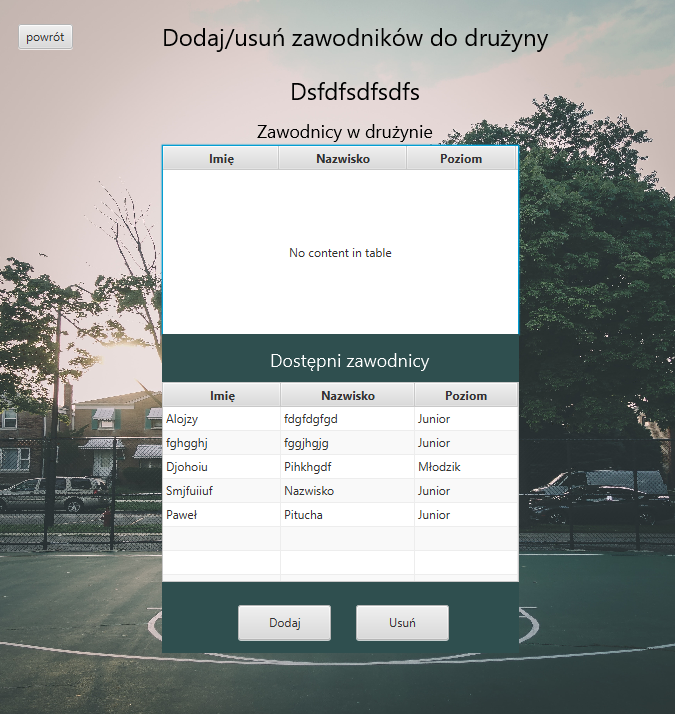 powrót
Dodaj/usuń zawodników do drużyny
Dsfdfsdfsdfs
Zawodnicy w drużynie
Imię Nazwisko Poziom
No content in table
Dostępni zawodnicy
Imię Nazwisko Poziom
Alojzy fdgfdgfgd Junior
fghgghj fggjhgjg Junior
Djohoiu Pihkhgdf Młodzik
Smjfuiiuf Nazwisko Junior
Paweł Pitucha Junior
Dodaj Usuń